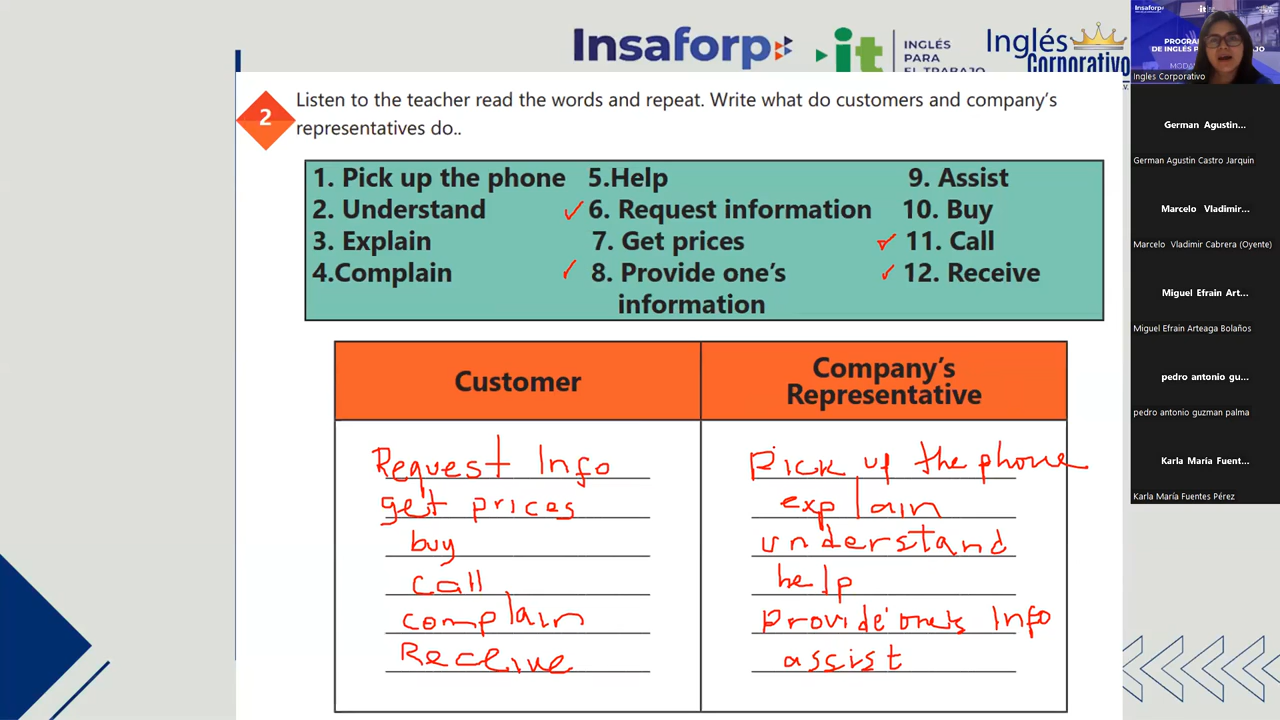 Insaforp
it
INGLÉS
PARA
EL TRABAJO
Inglés
Corporativo
2
Listen to the teacher read the words and repeat. Write what do customers and company's
representatives do..
1. Pick up the phone
2. Understand
3. Explain
4.Complain
5.Help
6. Request information
7. Get prices
8. Provide one's
information
9. Assist
10. Buy
11. Call
12. Receive
Customer
Company's
Representative
Request Info
get prices
buy
call
complain
Receive
Pick up the phone
explain
understand
help
Provide one's Info
assist
Insaforp
it
PROGRA
DE INGLÉS P
JO
Ingles Corporativo
German Agustin...
German Agustin Castro Jarquin
Marcelo Vladimir...
Marcelo Vladimir Cabrera (Oyente)
Miguel Efrain Art...
Miguel Efrain Arteaga Bolaños
pedro antonio gu...
pedro antonio guzman palma
Karla María Fuent...
Karla María Fuentes Pérez